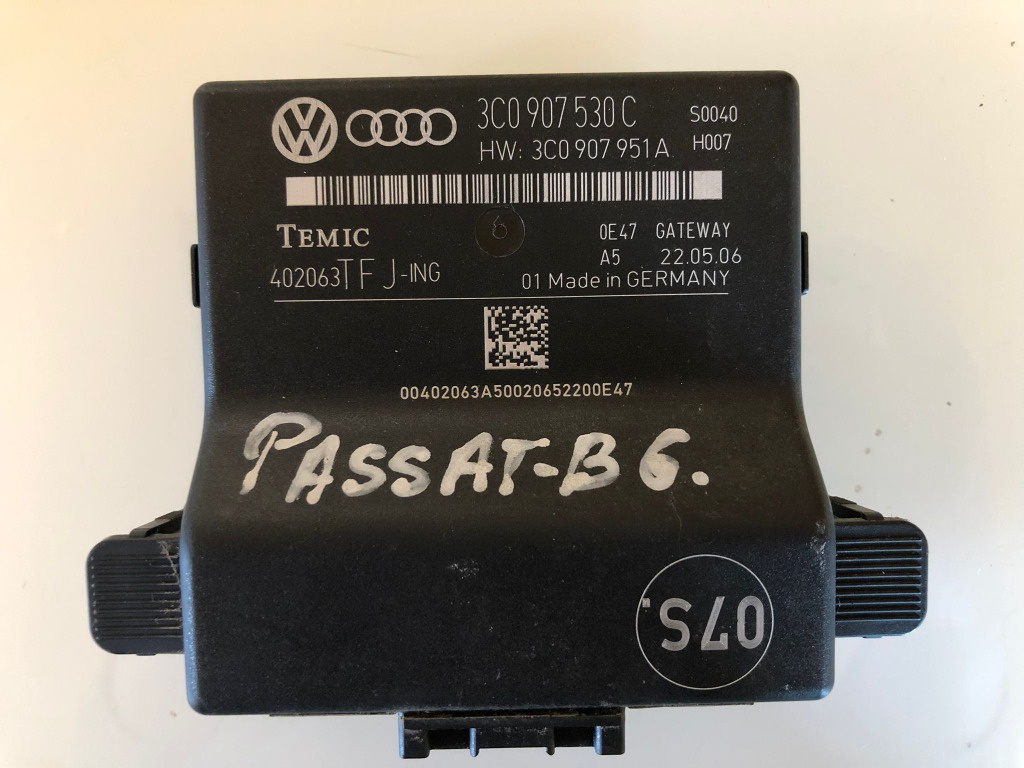 3C0 907 530 C S0040
HW: 3C0 907 951 A H007
6
TEMIC 0E47 GATEWAY
A5 22.05.06
402063TFJ-ING 01 Made in GERMANY
00402063A50020652200E47
PASSAT-B6.
07S.